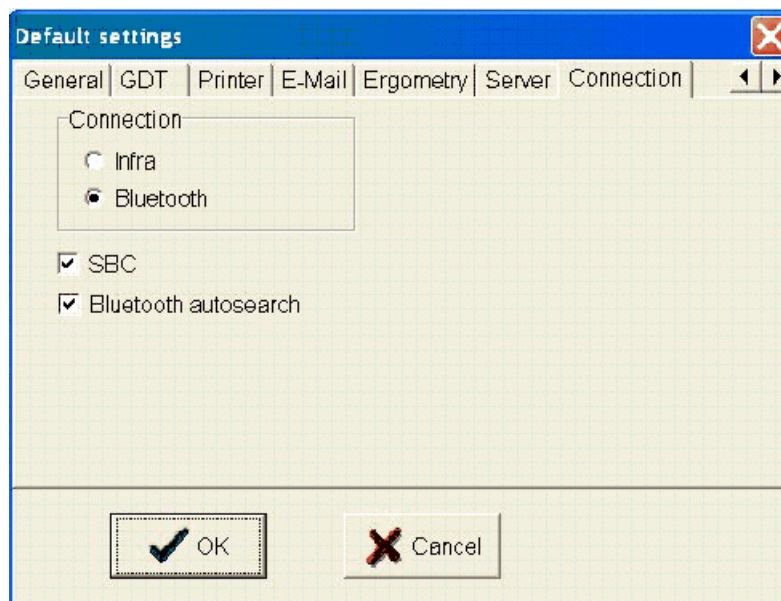 Default settings
General GDT Printer E-Mail Ergometry Server Connection
Connection
Infra
Bluetooth
SBC
Bluetooth autosearch
OK Cancel